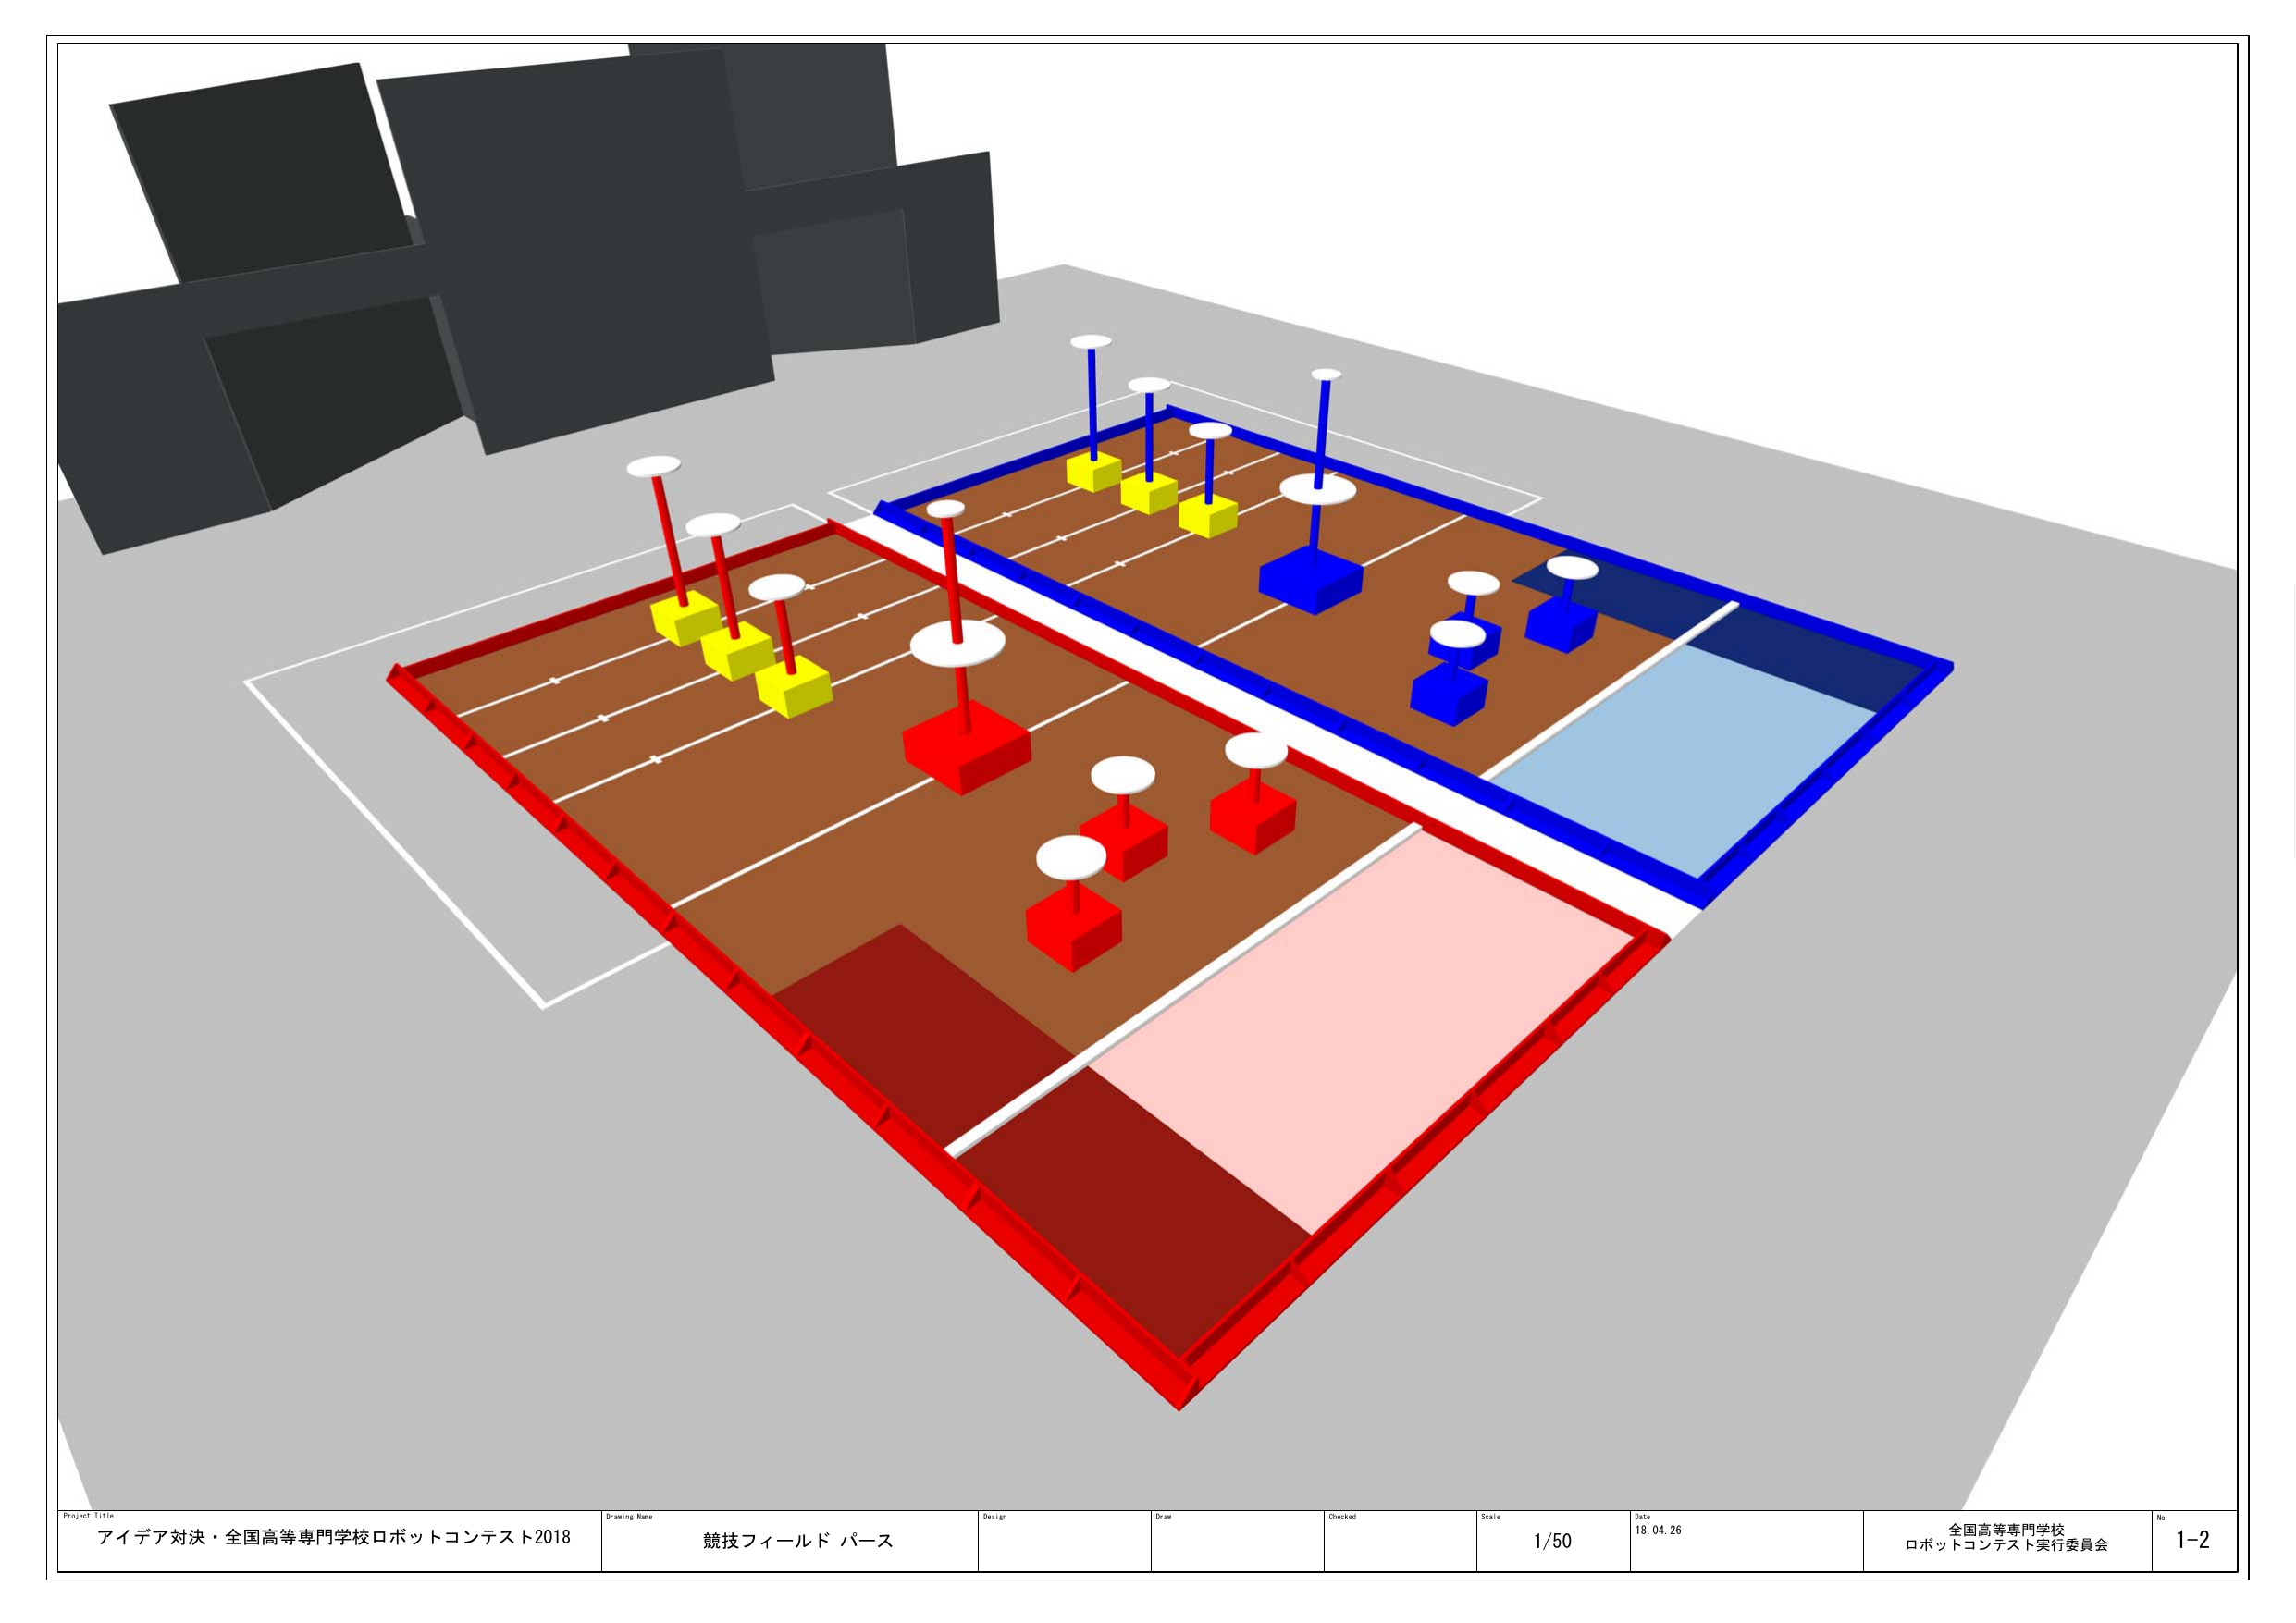 Project Title
アイデア対決・全国高等専門学校ロボットコンテスト2018
Drawing Name
競技フィールド パース
Design
Draw
Checked
Scale
1/50
Date
18.04.26
全国高等専門学校
ロボットコンテスト実行委員会
No.
1-2